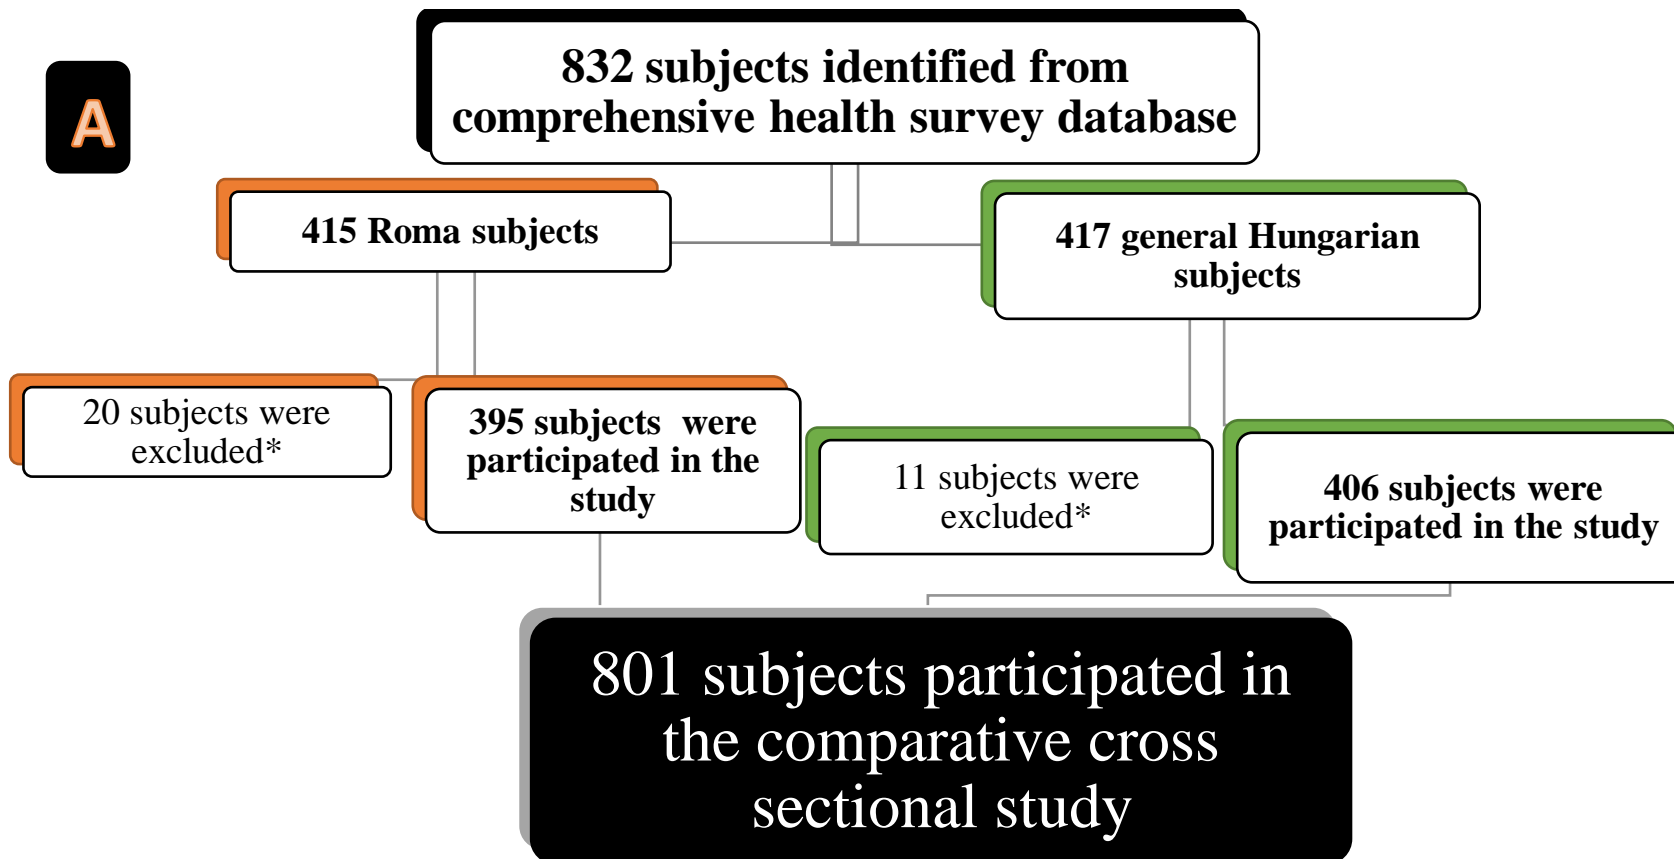 A
832 subjects identified from
comprehensive health survey database
415 Roma subjects
417 general Hungarian
subjects
20 subjects were
excluded*
395 subjects  were
participated in the
study
11 subjects were
excluded*
406 subjects were
participated in the study
801 subjects participated in
the comparative cross
sectional study